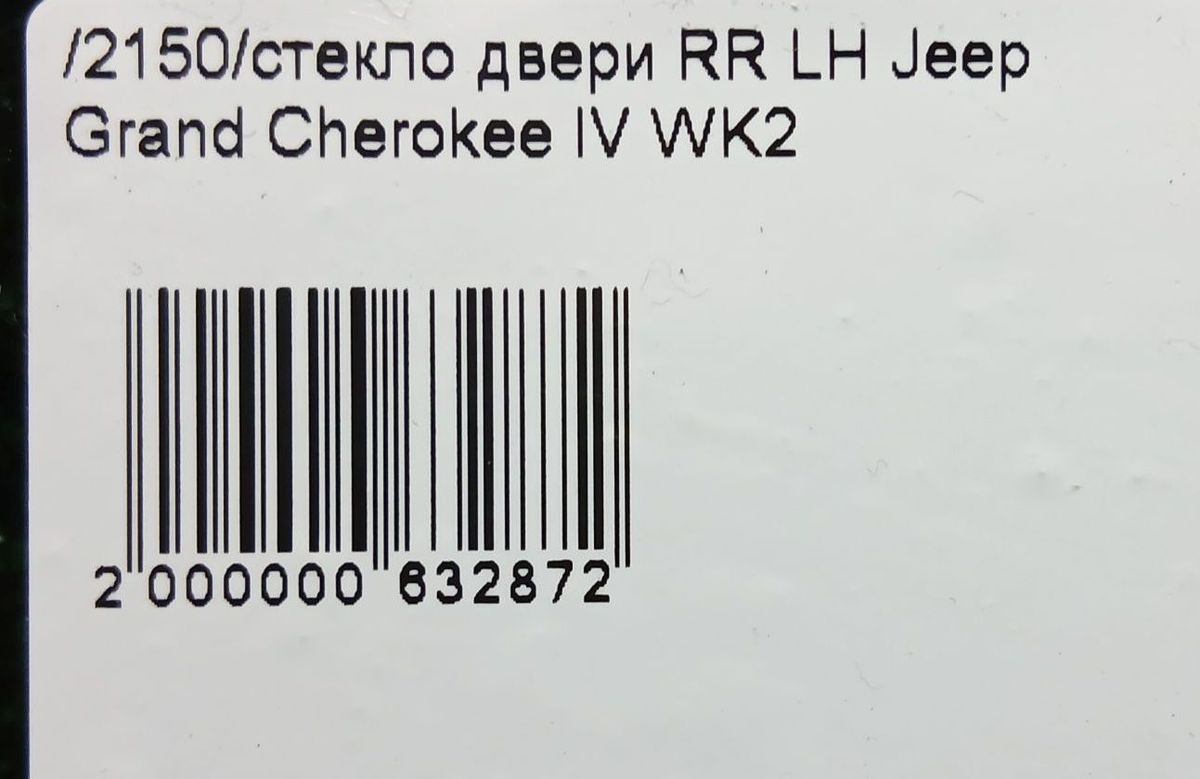 /2150/стекло двери RR LH Jeep
Grand Cherokee IV WK2
2 000000 632872